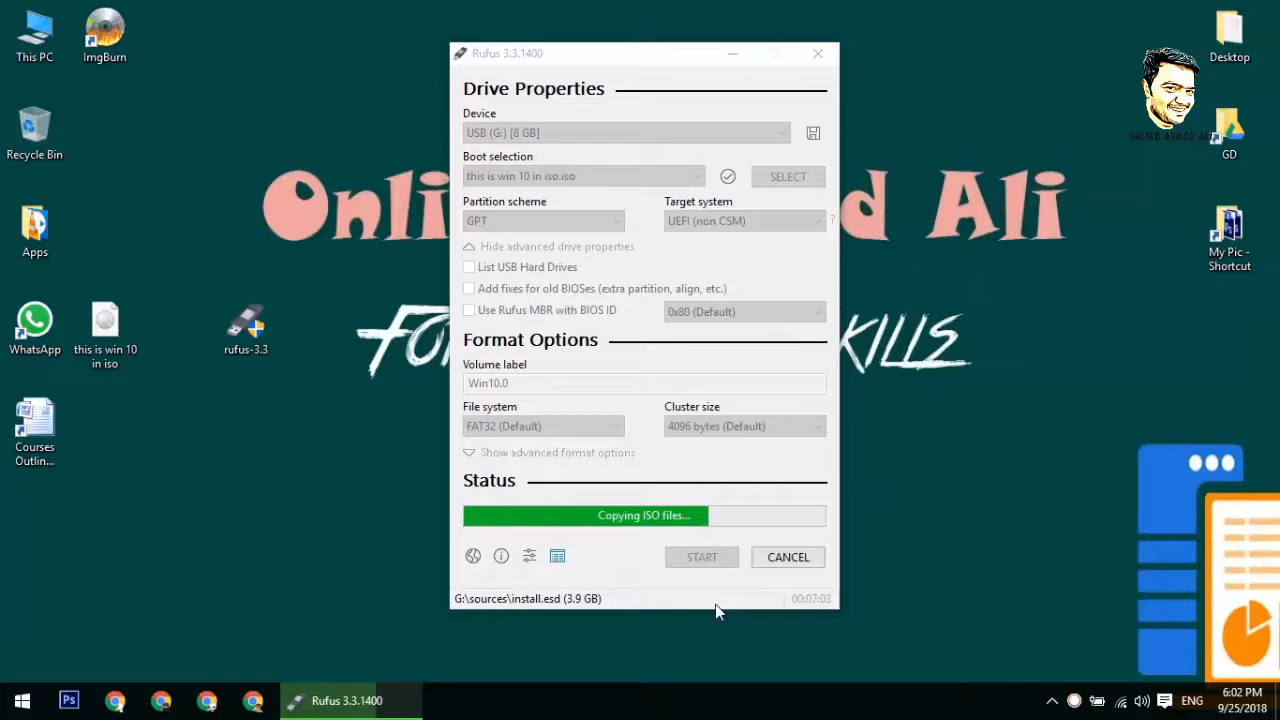 This PC
ImgBurn
Recycle Bin
Apps
WhatsApp
this is win 10
in iso
rufus-3.3
Courses
Outlin...
Onli
d Ali
KILLS
Rufus 3.3.1400
Drive Properties
Device
USB (G:) [8 GB]
Boot selection
this is win 10 in iso.iso
SELECT
Partition scheme
Target system
GPT
UEFI (non CSM)
?
Hide advanced drive properties
List USB Hard Drives
Add fixes for old BIOSes (extra partition, align, etc.)
Use Rufus MBR with BIOS ID
0x80 (Default)
Format Options
Volume label
Win10.0
File system
Cluster size
FAT32 (Default)
4096 bytes (Default)
Show advanced format options
Status
Copying ISO files...
START
CANCEL
G:\sources\install.esd (3.9 GB)
00:07:03
Desktop
GD
My Pic -
Shortcut
Ps
Rufus 3.3.1400
ENG
6:02 PM
9/25/2018